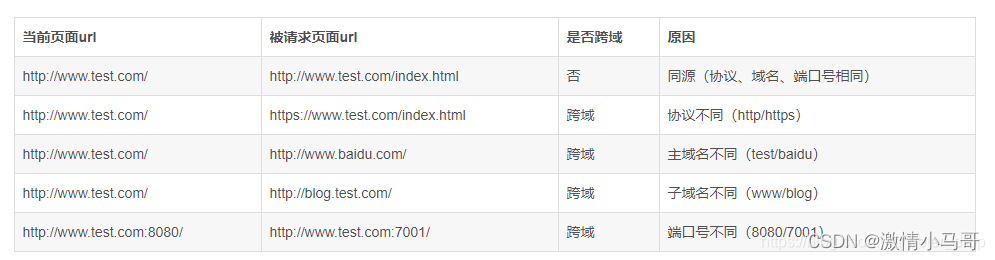 当前页面url 被请求页面url 是否跨域 原因
http://www.test.com/ http://www.test.com/index.html 否 同源（协议、域名、端口号相同）
http://www.test.com/ https://www.test.com/index.html 跨域 协议不同（http/https）
http://www.test.com/ http://www.baidu.com/ 跨域 主域名不同（test/baidu）
http://www.test.com/ http://blog.test.com/ 跨域 子域名不同（www/blog）
http://www.test.com:8080/ http://www.test.com:7001/ 跨域 端口号不同（8080/7001）
CSDN @激情小马哥